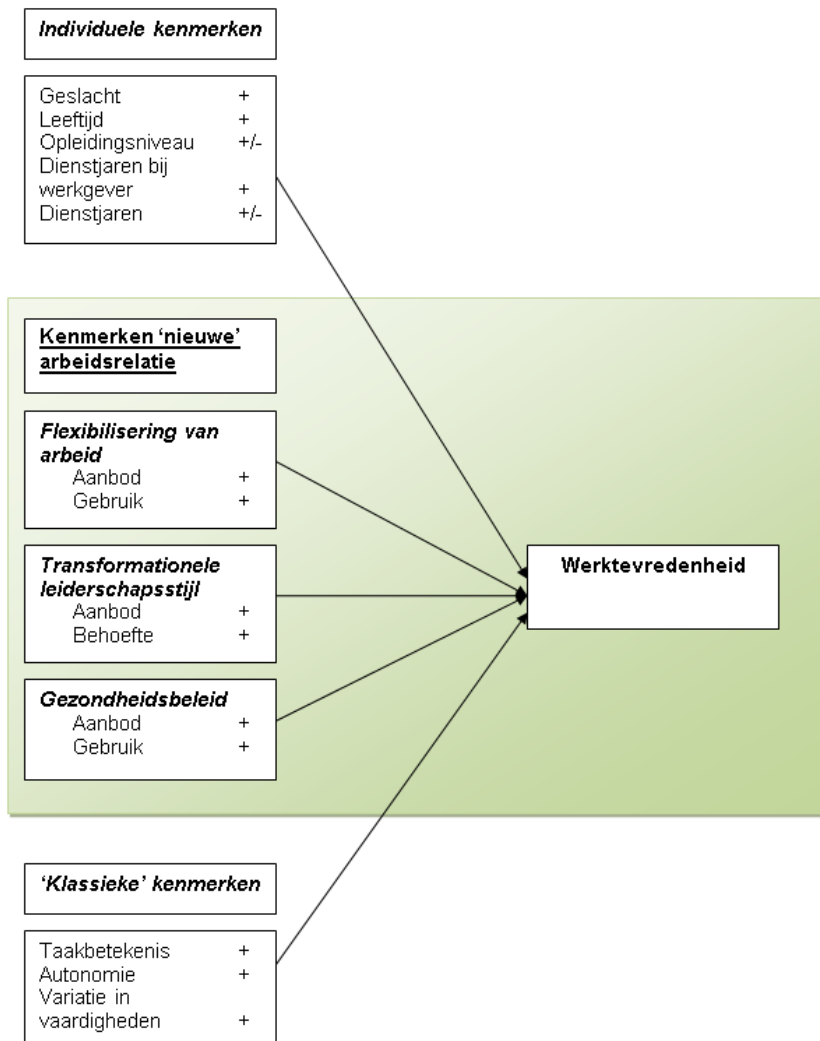 Individuele kenmerken
Geslacht +
Leeftijd +
Opleidingsniveau +/-
Dienstjaren bij
werkgever +
Dienstjaren +/-
Kenmerken ‘nieuwe’
arbeidsrelatie
Flexibilisering van
arbeid
Aanbod +
Gebruik +
Transformationele
leiderschapsstijl
Aanbod +
Behoefte +
Gezondheidsbeleid
Aanbod +
Gebruik +
Werktevredenheid
‘Klassieke’ kenmerken
Taakbetekenis +
Autonomie +
Variatie in
vaardigheden +